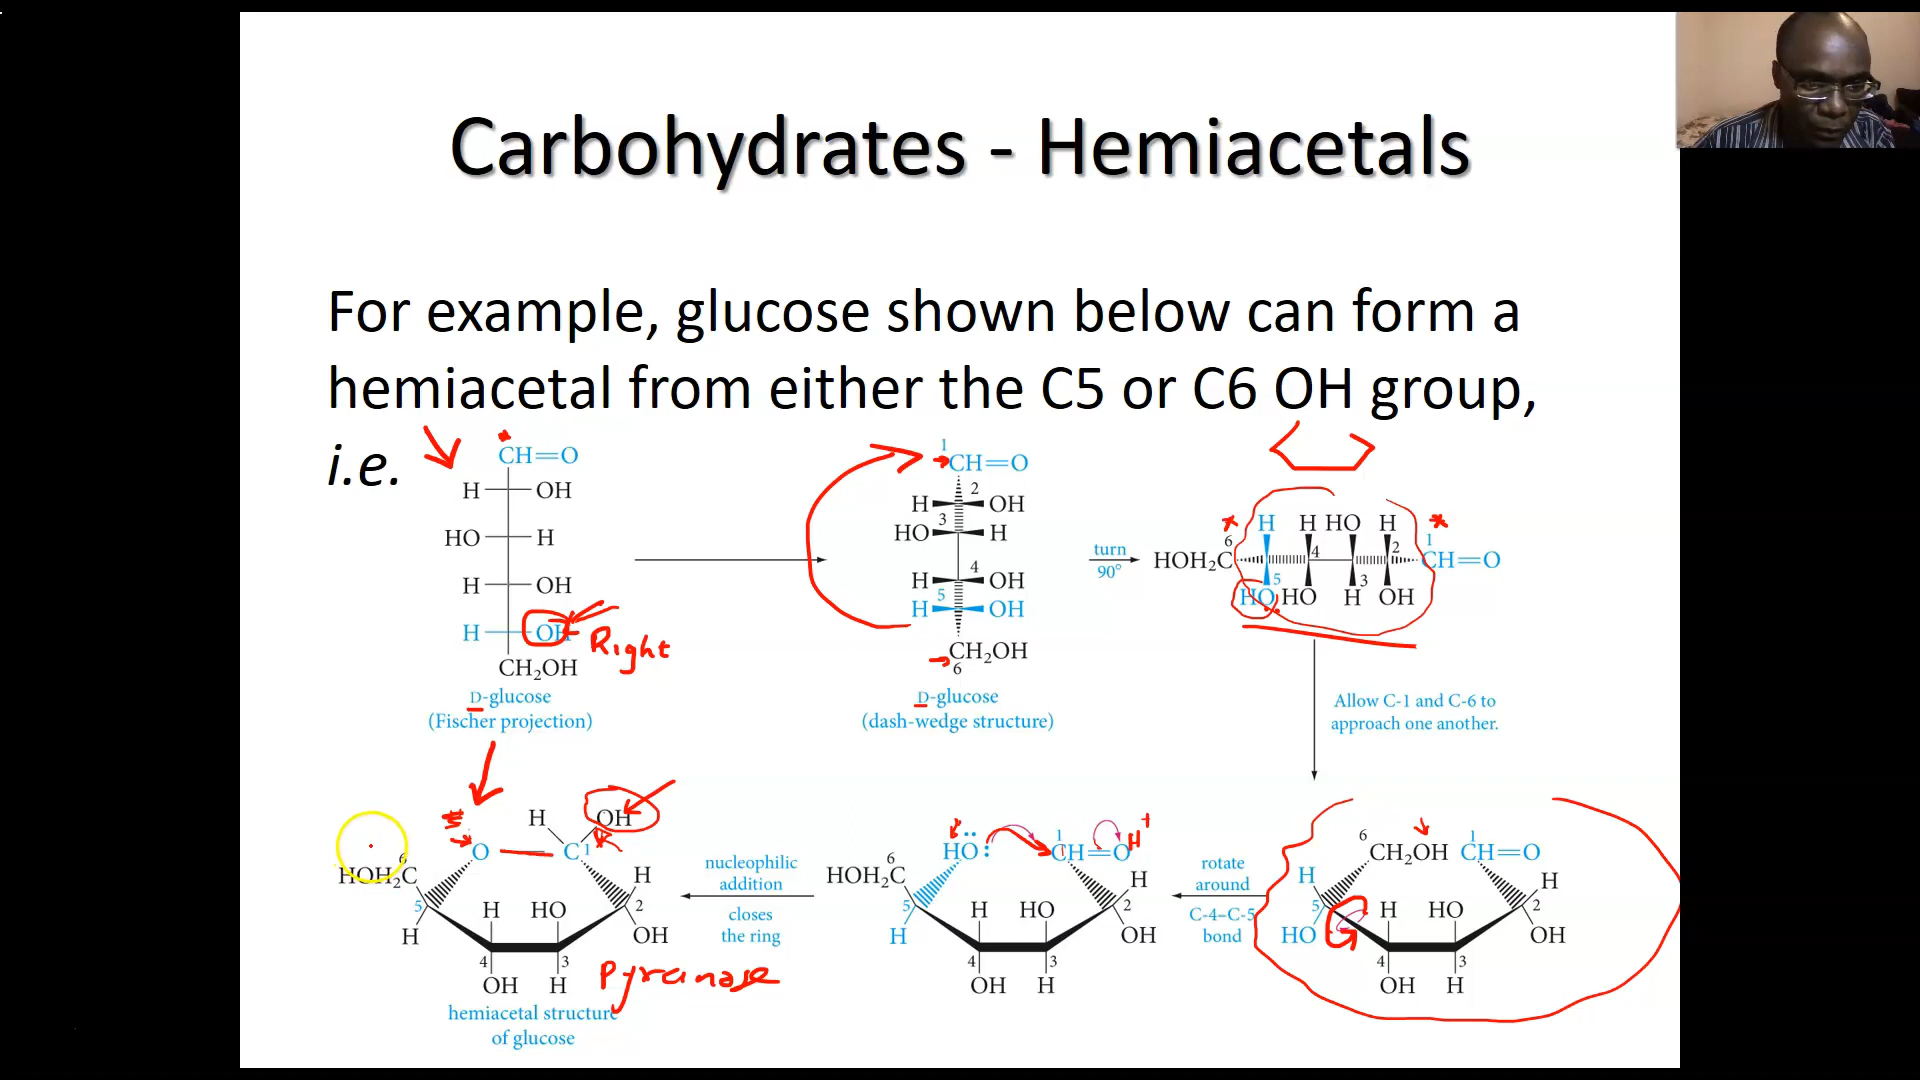 Carbohydrates - Hemiacetals
For example, glucose shown below can form a
hemiacetal from either the C5 or C6 OH group,
i.e.
CH=O
H OH
HO H
H OH
H OH
Right
CH₂OH
D-glucose
(Fischer projection)
1
CH=O
2
H OH
3
HO H
4
H OH
5
H OH
CH₂OH
6
D-glucose
(dash-wedge structure)
turn
90°
H H HO H
6 4 2 1
HOH₂C CH=O
5 3
HO HO H OH
Allow C-1 and C-6 to
approach one another.
6 1
CH₂OH CH=O
H H
5 H HO 2
HO OH
4 3
OH H
rotate
around
C-4–C-5
bond
H⁺
1
HO: CH=O
6
HOH₂C H
5 H HO 2
H OH
4 3
OH H
nucleophilic
addition
closes
the ring
H OH
O C 1
6
HOH₂C H
5 H HO 2
H OH
4 3
OH H
Pyranose
hemiacetal structure
of glucose